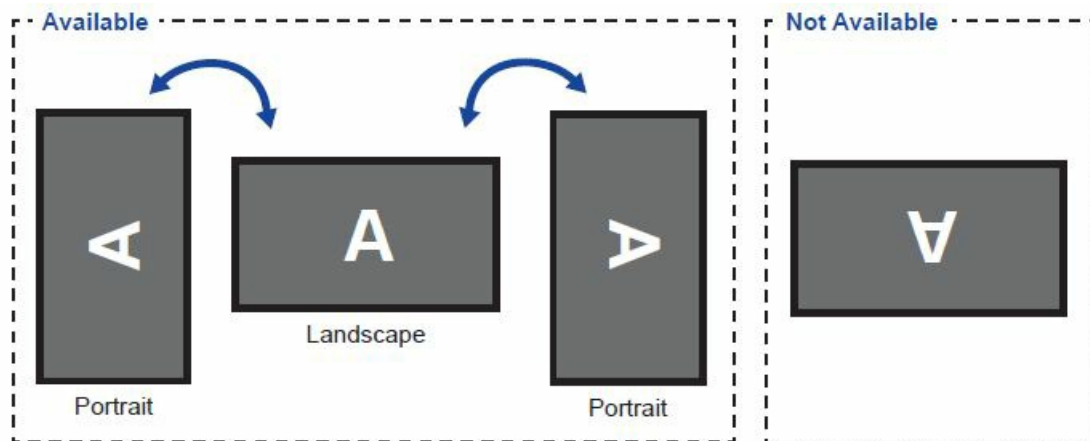 Available
Not Available
A
A
A
A
Landscape
Portrait
Portrait